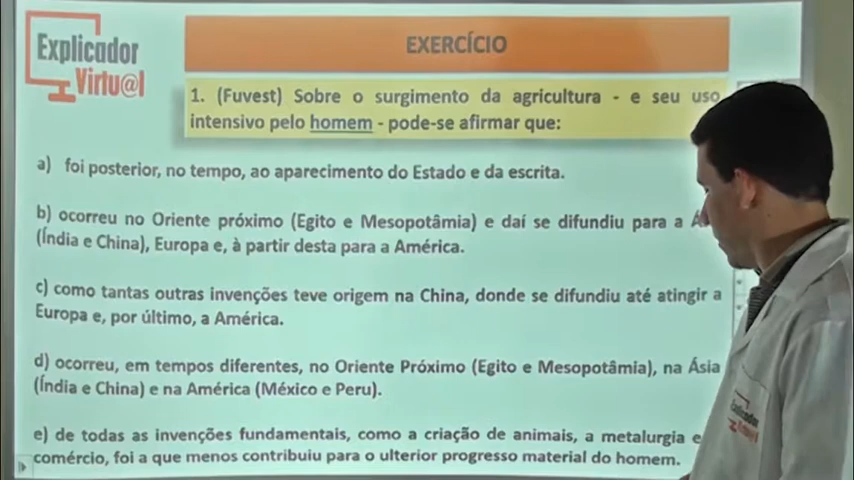 Explicador
Virtu@l
EXERCÍCIO
1. (Fuvest) Sobre o surgimento da agricultura - e seu uso
intensivo pelo homem - pode-se afirmar que:
a) foi posterior, no tempo, ao aparecimento do Estado e da escrita.
b) ocorreu no Oriente próximo (Egito e Mesopotâmia) e daí se difundiu para a
(Índia e China), Europa e, à partir desta para a América.
c) como tantas outras invenções teve origem na China, donde se difundiu até atingir a
Europa e, por último, a América.
d) ocorreu, em tempos diferentes, no Oriente Próximo (Egito e Mesopotâmia), na Ásia
(Índia e China) e na América (México e Peru).
e) de todas as invenções fundamentais, como a criação de animais, a metalurgia e
comércio, foi a que menos contribuiu para o ulterior progresso material do homem.